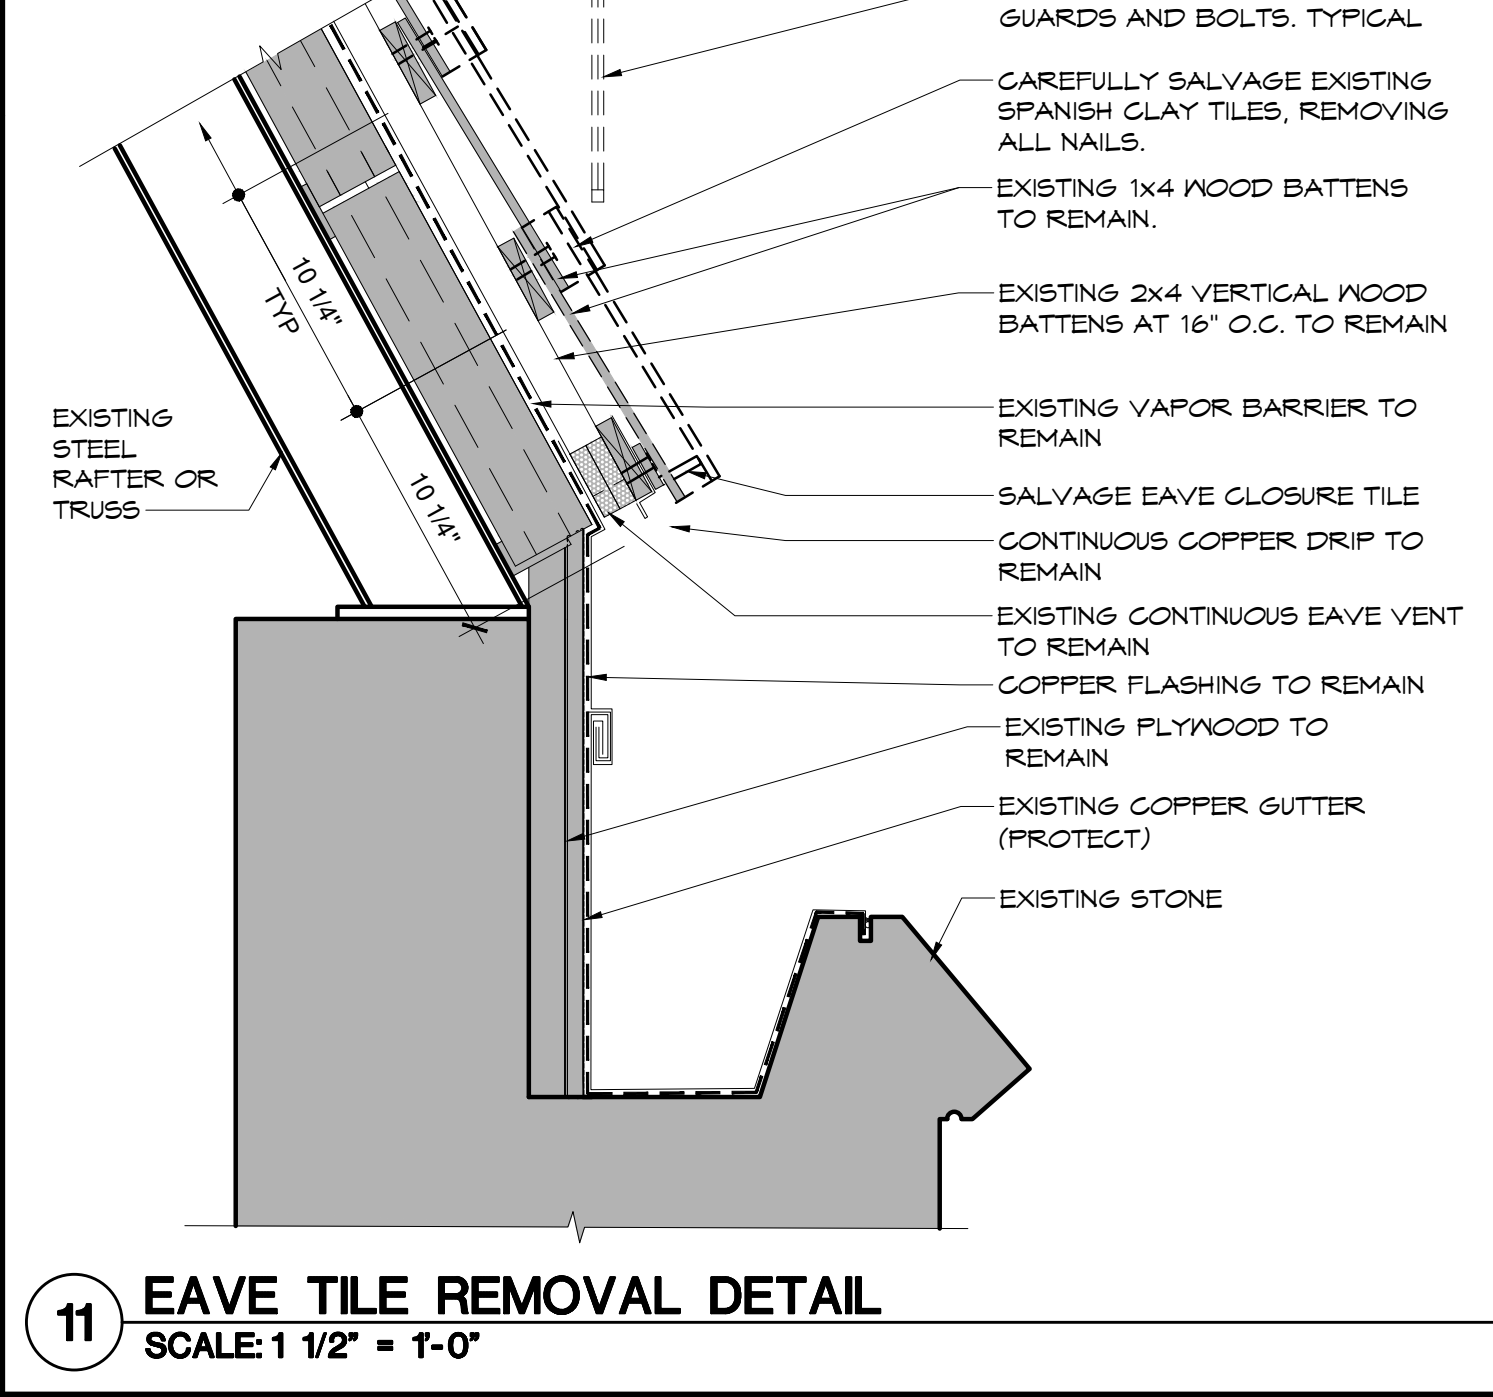 GUARDS AND BOLTS. TYPICAL
CAREFULLY SALVAGE EXISTING
SPANISH CLAY TILES, REMOVING
ALL NAILS.
EXISTING 1x4 WOOD BATTENS
TO REMAIN.
EXISTING 2x4 VERTICAL WOOD
BATTENS AT 16" O.C. TO REMAIN
EXISTING VAPOR BARRIER TO
REMAIN
SALVAGE EAVE CLOSURE TILE
CONTINUOUS COPPER DRIP TO
REMAIN
EXISTING CONTINUOUS EAVE VENT
TO REMAIN
COPPER FLASHING TO REMAIN
EXISTING PLYWOOD TO
REMAIN
EXISTING COPPER GUTTER
(PROTECT)
EXISTING STONE
10 1/4"
TYP
10 1/4"
EXISTING
STEEL
RAFTER OR
TRUSS
11
EAVE TILE REMOVAL DETAIL
SCALE: 1 1/2" = 1'-0"